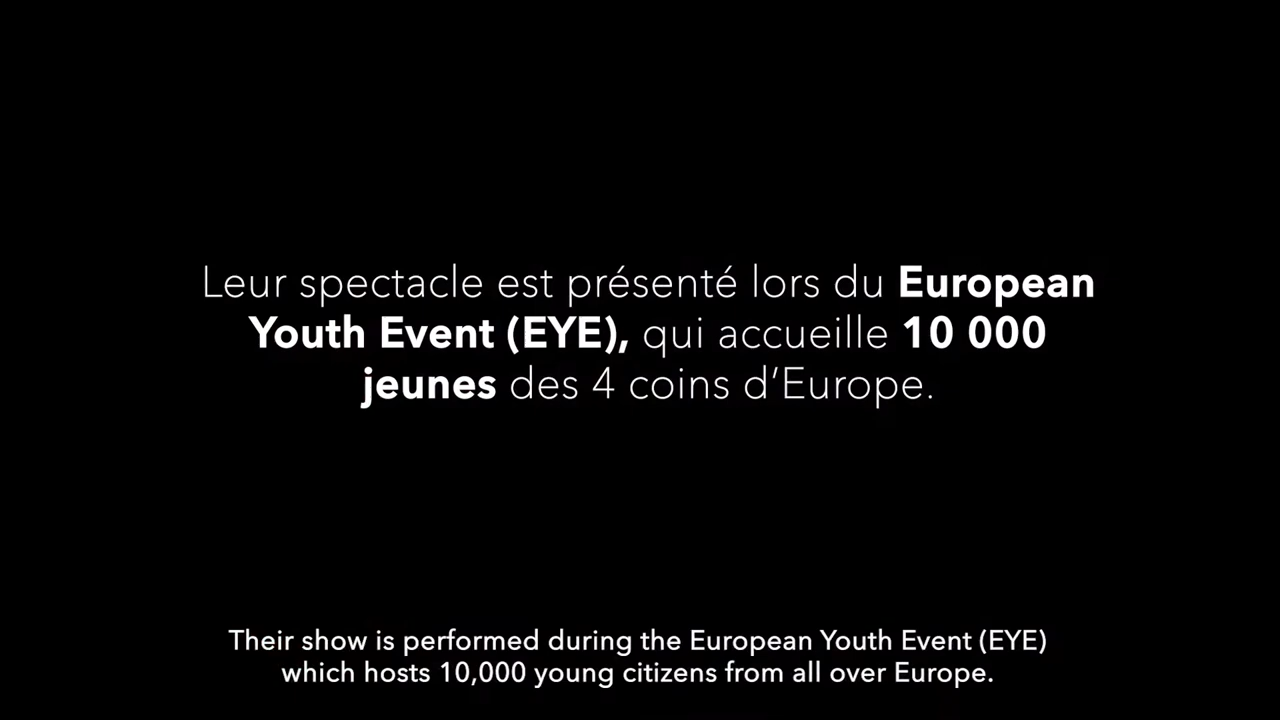 Leur spectacle est présenté lors du European
Youth Event (EYE), qui accueille 10 000
jeunes des 4 coins d’Europe.
Their show is performed during the European Youth Event (EYE)
which hosts 10,000 young citizens from all over Europe.